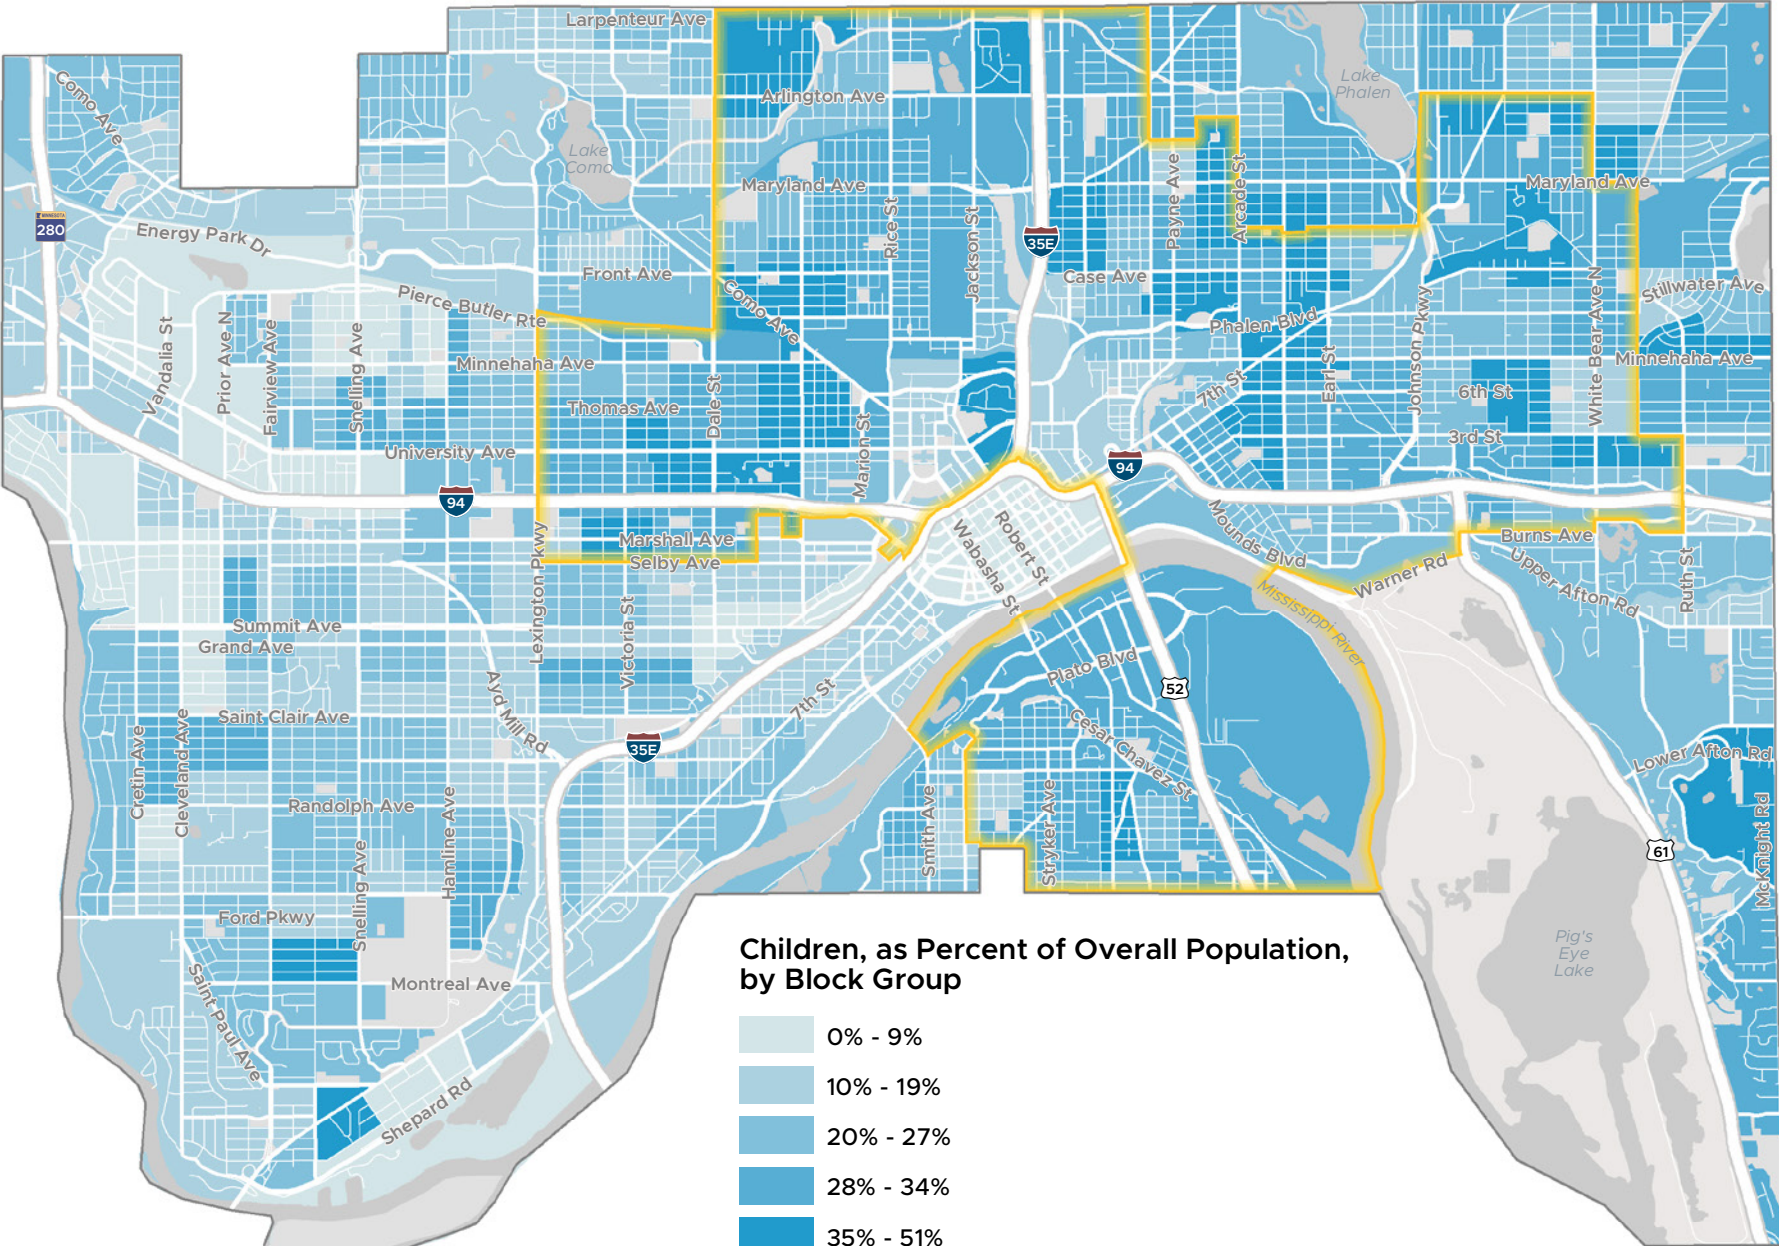 Larpenteur Ave
Como Ave
Lake
Phalen
Arlington Ave
Lake
Como
Maryland Ave
Maryland Ave
Payne Ave
Arcade St
Rice St
Jackson St
MINNESOTA
280
Energy Park Dr
35E
Front Ave
Case Ave
Como Ave
Stillwater Ave
Pierce Butler Rte
Phalen Blvd
Vandalia St
Prior Ave N
Fairview Ave
Snelling Ave
Minnehaha Ave
Minnehaha Ave
Earl St
Johnson Pkwy
White Bear Ave N
7th St
6th St
Thomas Ave
Dale St
Marion St
3rd St
University Ave
94
94
Lexington Pkwy
Marshall Ave
Selby Ave
Robert St
Wabasha St
Mounds Blvd
Burns Ave
Warner Rd
Upper Afton Rd
Ruth St
Mississippi River
Summit Ave
Grand Ave
Victoria St
Plato Blvd
52
Ayd Mill Rd
7th St
Saint Clair Ave
Cesar Chavez St
35E
Cretin Ave
Cleveland Ave
Lower Afton Rd
Randolph Ave
Hamline Ave
Smith Ave
Stryker Ave
McKnight Rd
61
Snelling Ave
Ford Pkwy
Saint Paul Ave
Montreal Ave
Pig's
Eye
Lake
Shepard Rd
Children, as Percent of Overall Population,
by Block Group
0% - 9%
10% - 19%
20% - 27%
28% - 34%
35% - 51%